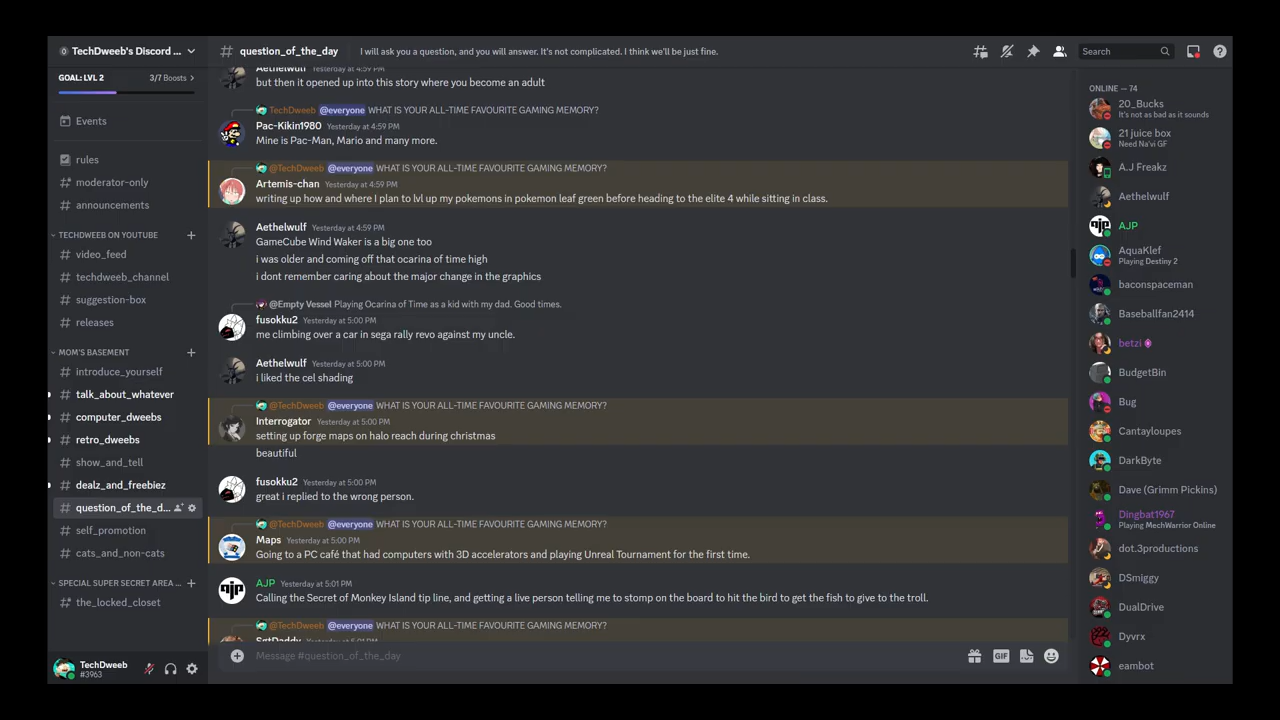 TechDweeb's Discord ...
GOAL: LVL 2
3/7 Boosts
Events
rules
moderator-only
announcements
TECHDWEEB ON YOUTUBE
video_feed
techdweeb_channel
suggestion-box
releases
MOM'S BASEMENT
introduce_yourself
talk_about_whatever
computer_dweebs
retro_dweebs
show_and_tell
dealz_and_freebiez
question_of_the_d...
self_promotion
cats_and_non-cats
SPECIAL SUPER SECRET AREA ...
the_locked_closet
TechDweeb
#3963
question_of_the_day
I will ask you a question, and you will answer. It's not complicated. I think we'll be just fine.
Search
Aethelwulf Yesterday at 4:59 PM
but then it opened up into this story where you become an adult
TechDweeb @everyone WHAT IS YOUR ALL-TIME FAVOURITE GAMING MEMORY?
Pac-Kikin1980 Yesterday at 4:59 PM
Mine is Pac-Man, Mario and many more.
@TechDweeb @everyone WHAT IS YOUR ALL-TIME FAVOURITE GAMING MEMORY?
Artemis-chan Yesterday at 4:59 PM
writing up how and where I plan to lvl up my pokemons in pokemon leaf green before heading to the elite 4 while sitting in class.
Aethelwulf Yesterday at 4:59 PM
GameCube Wind Waker is a big one too
i was older and coming off that ocarina of time high
i dont remember caring about the major change in the graphics
@Empty Vessel Playing Ocarina of Time as a kid with my dad. Good times.
fusokku2 Yesterday at 5:00 PM
me climbing over a car in sega rally revo against my uncle.
Aethelwulf Yesterday at 5:00 PM
i liked the cel shading
@TechDweeb @everyone WHAT IS YOUR ALL-TIME FAVOURITE GAMING MEMORY?
Interrogator Yesterday at 5:00 PM
setting up forge maps on halo reach during christmas
beautiful
fusokku2 Yesterday at 5:00 PM
great i replied to the wrong person.
@TechDweeb @everyone WHAT IS YOUR ALL-TIME FAVOURITE GAMING MEMORY?
Maps Yesterday at 5:00 PM
Going to a PC café that had computers with 3D accelerators and playing Unreal Tournament for the first time.
AJP Yesterday at 5:01 PM
Calling the Secret of Monkey Island tip line, and getting a live person telling me to stomp on the board to hit the bird to get the fish to give to the troll.
@TechDweeb @everyone WHAT IS YOUR ALL-TIME FAVOURITE GAMING MEMORY?
SgtDaddy Yesterday at 5:01 PM
Message #question_of_the_day
GIF
ONLINE — 74
20_Bucks
It's not as bad as it sounds
21 juice box
Need Na'vi GF
A.J Freakz
Aethelwulf
AJP
AquaKlef
Playing Destiny 2
baconspaceman
Baseballfan2414
betzi
BudgetBin
Bug
Cantayloupes
DarkByte
Dave (Grimm Pickins)
Dingbat1967
Playing MechWarrior Online
dot.3productions
DSmiggy
DualDrive
Dyvrx
eambot